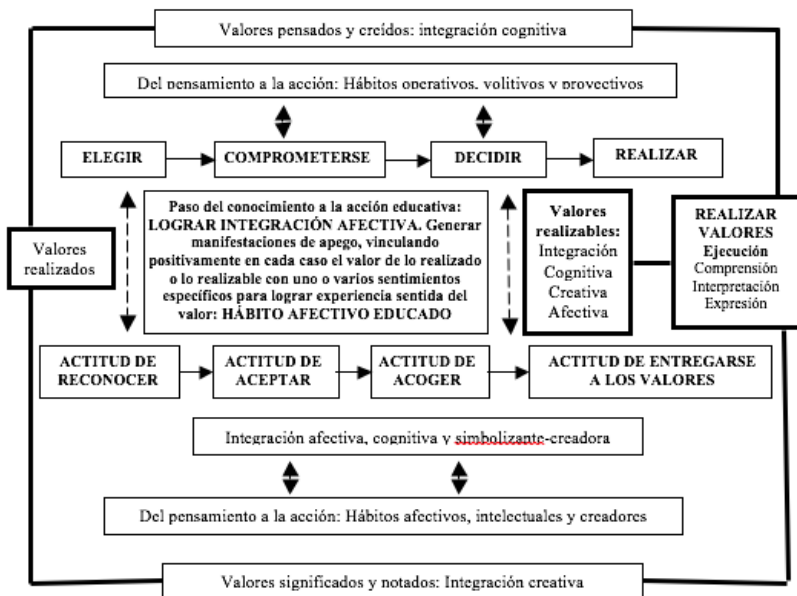 Valores pensados y creídos: integración cognitiva
Del pensamiento a la acción: Hábitos operativos, volitivos y proyectivos
ELEGIR
COMPROMETERSE
DECIDIR
REALIZAR
Valores
realizados
Paso del conocimiento a la acción educativa:
LOGRAR INTEGRACIÓN AFECTIVA. Generar
manifestaciones de apego, vinculando
positivamente en cada caso el valor de lo realizado
o lo realizable con uno o varios sentimientos
específicos para lograr experiencia sentida del
valor: HÁBITO AFECTIVO EDUCADO
Valores
realizables:
Integración
Cognitiva
Creativa
Afectiva
REALIZAR
VALORES
Ejecución
Comprensión
Interpretación
Expresión
ACTITUD DE
RECONOCER
ACTITUD DE
ACEPTAR
ACTITUD DE
ACOGER
ACTITUD DE ENTREGARSE
A LOS VALORES
Integración afectiva, cognitiva y simbolizante-creadora
Del pensamiento a la acción: Hábitos afectivos, intelectuales y creadores
Valores significados y notados: Integración creativa